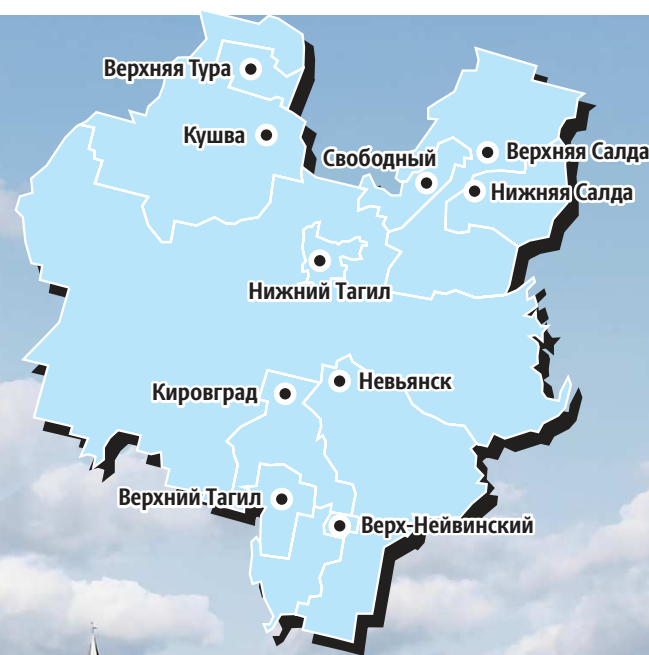 Верхняя Тура
Кушва
Свободный
Верхняя Салда
Нижняя Салда
Нижний Тагил
Невьянск
Кировград
Верхний Тагил
Верх-Нейвинский